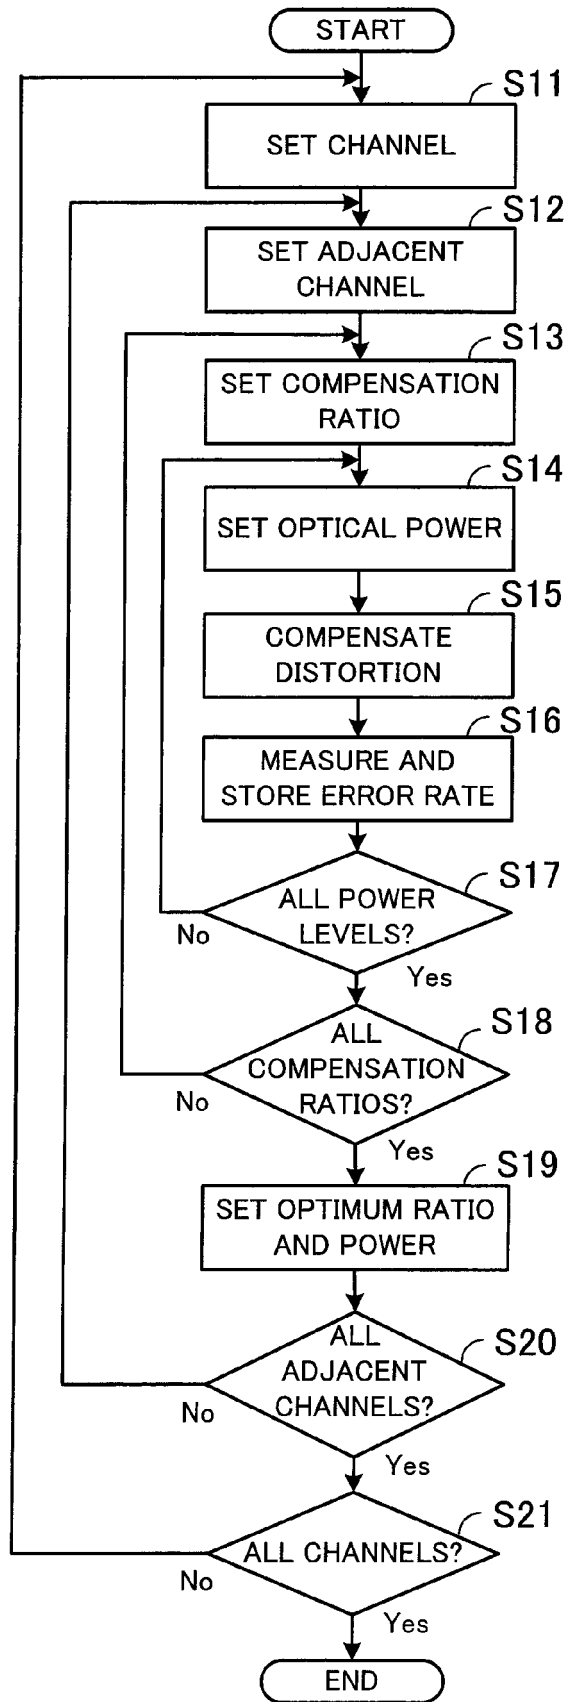 START
S11
SET CHANNEL
S12
SET ADJACENT
CHANNEL
S13
SET COMPENSATION
RATIO
S14
SET OPTICAL POWER
S15
COMPENSATE
DISTORTION
S16
MEASURE AND
STORE ERROR RATE
S17
ALL POWER
LEVELS?
No
Yes
S18
ALL
COMPENSATION
RATIOS?
No
Yes
S19
SET OPTIMUM RATIO
AND POWER
S20
ALL
ADJACENT
CHANNELS?
No
Yes
S21
ALL CHANNELS?
No
Yes
END